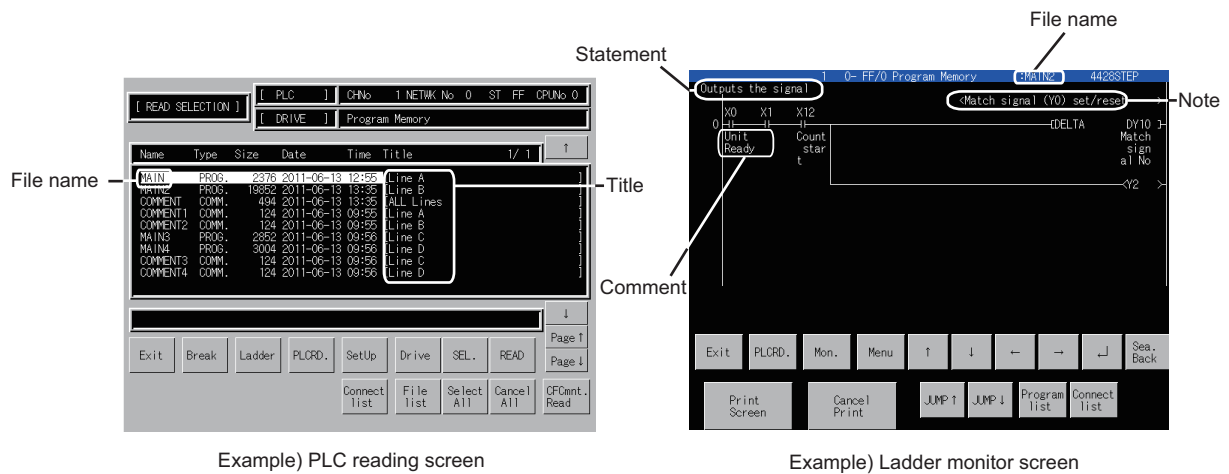 File name
Statement
1 0- FF/0 Program Memory :MAIN2 4428STEP
Outputs the signal
<Match signal (Y0) set/reset >
Note
X0 X1 X12
0 [DELTA DY10 ]
Unit Ready
Count start
Match signal No
Y2
Comment
Exit PLCRD. Mon. Menu ↑ ↓ ← → ↵ Sea. Back
Print Screen Cancel Print JUMP↑ JUMP↓ Program list Connect list
Example) Ladder monitor screen
[ READ SELECTION ]
[ PLC ] CHNo 1 NETWK No 0 ST FF CPUNo 0
[ DRIVE ] Program Memory
Name Type Size Date Time Title 1/ 1 ↑
File name
Title
MAIN PROG. 2376 2011-06-13 12:55 [Line A ]
MAIN2 PROG. 19852 2011-06-13 13:35 [Line B ]
COMMENT COMM. 494 2011-06-13 13:35 [ALL Lines ]
COMMENT1 COMM. 124 2011-06-13 09:55 [Line A ]
COMMENT2 COMM. 124 2011-06-13 09:55 [Line B ]
MAIN3 PROG. 2852 2011-06-13 09:56 [Line C ]
MAIN4 PROG. 3004 2011-06-13 09:56 [Line D ]
COMMENT3 COMM. 124 2011-06-13 09:56 [Line C ]
COMMENT4 COMM. 124 2011-06-13 09:56 [Line D ]
↓
Page↑
Exit Break Ladder PLCRD. SetUp Drive SEL. READ Page↓
Connect list File list Select All Cancel All CFCmnt. Read
Example) PLC reading screen